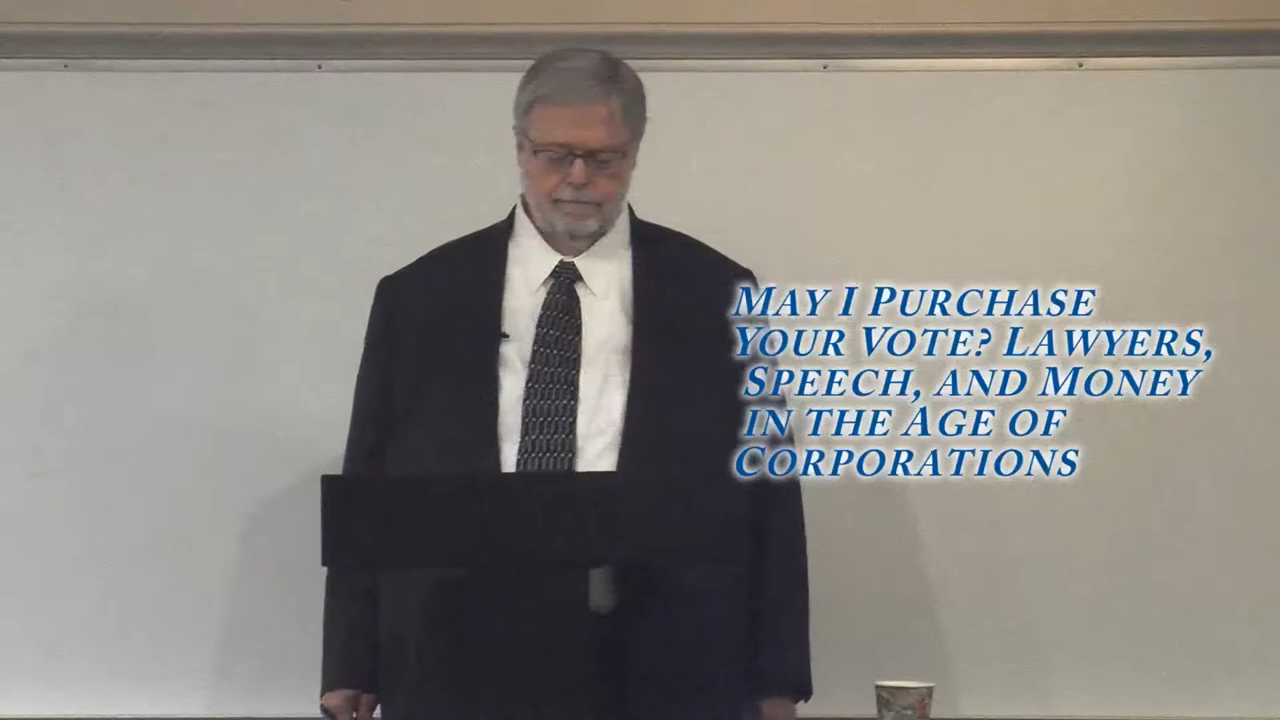 May I Purchase
Your Vote? Lawyers,
Speech, and Money
in the Age of
Corporations